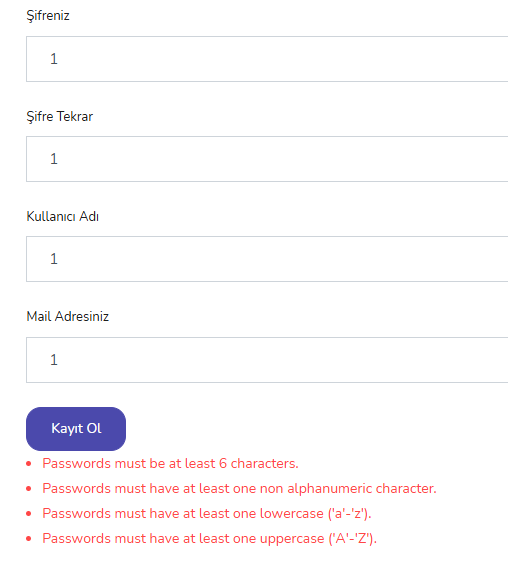 Şifreniz
1
Şifre Tekrar
1
Kullanıcı Adı
1
Mail Adresiniz
1
Kayıt Ol
• Passwords must be at least 6 characters.
• Passwords must have at least one non alphanumeric character.
• Passwords must have at least one lowercase ('a'-'z').
• Passwords must have at least one uppercase ('A'-'Z').